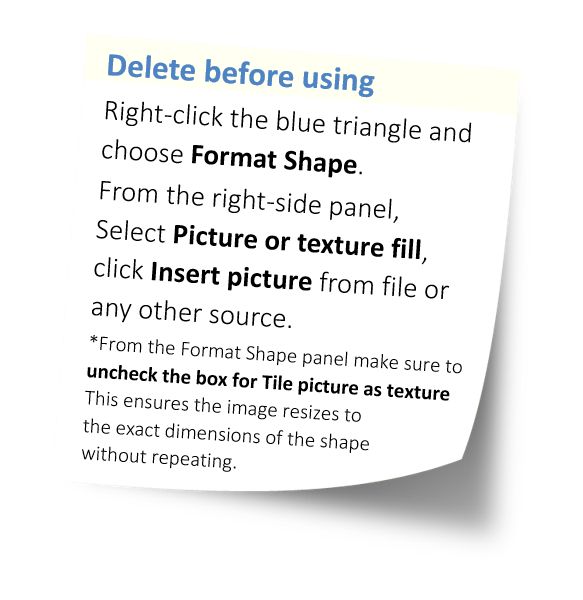 Delete before using
Right-click the blue triangle and
choose Format Shape.
From the right-side panel,
Select Picture or texture fill,
click Insert picture from file or
any other source.
*From the Format Shape panel make sure to
uncheck the box for Tile picture as texture
This ensures the image resizes to
the exact dimensions of the shape
without repeating.